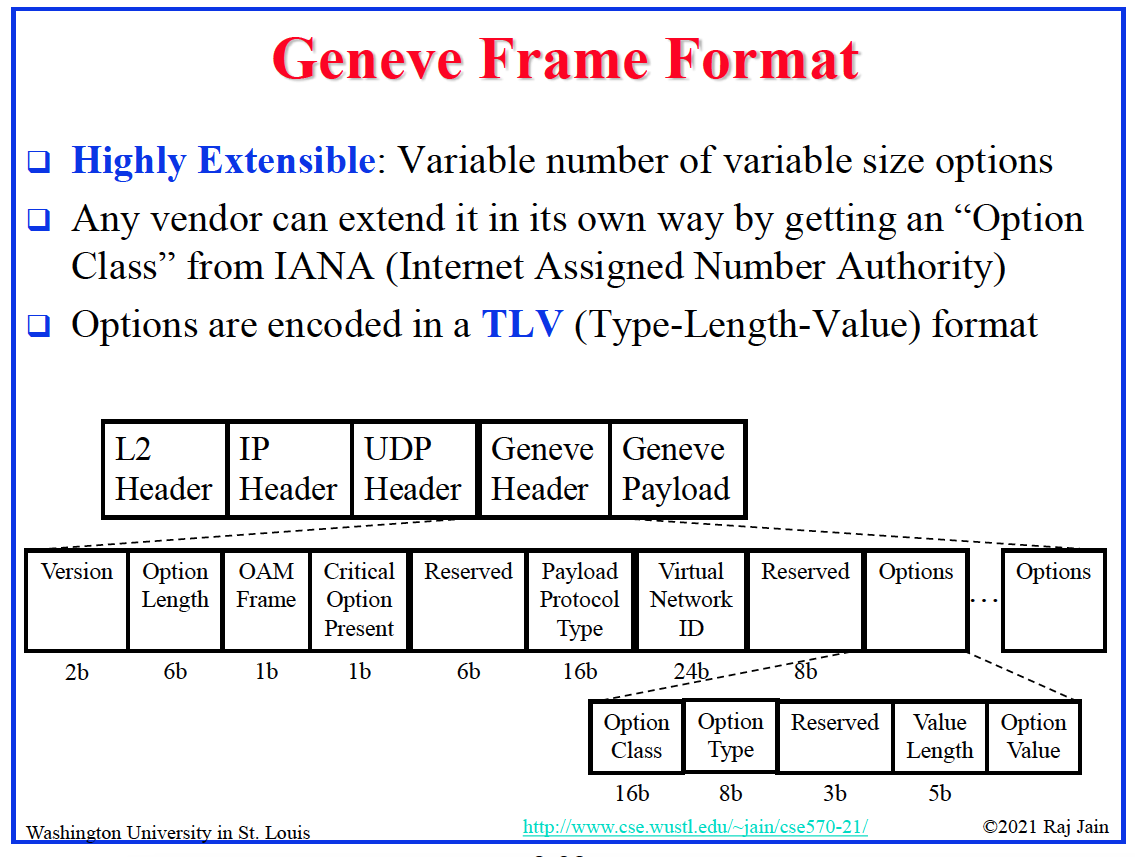 Geneve Frame Format
❑ Highly Extensible: Variable number of variable size options
❑ Any vendor can extend it in its own way by getting an “Option
Class” from IANA (Internet Assigned Number Authority)
❑ Options are encoded in a TLV (Type-Length-Value) format
L2 IP UDP Geneve Geneve
Header Header Header Header Payload
Version Option OAM Critical Reserved Payload Virtual Reserved Options Options
Length Frame Option Protocol Network ...
Present Type ID
2b 6b 1b 1b 6b 16b 24b 8b
Option Option Reserved Value Option
Class Type Length Value
16b 8b 3b 5b
Washington University in St. Louis http://www.cse.wustl.edu/~jain/cse570-21/ ©2021 Raj Jain